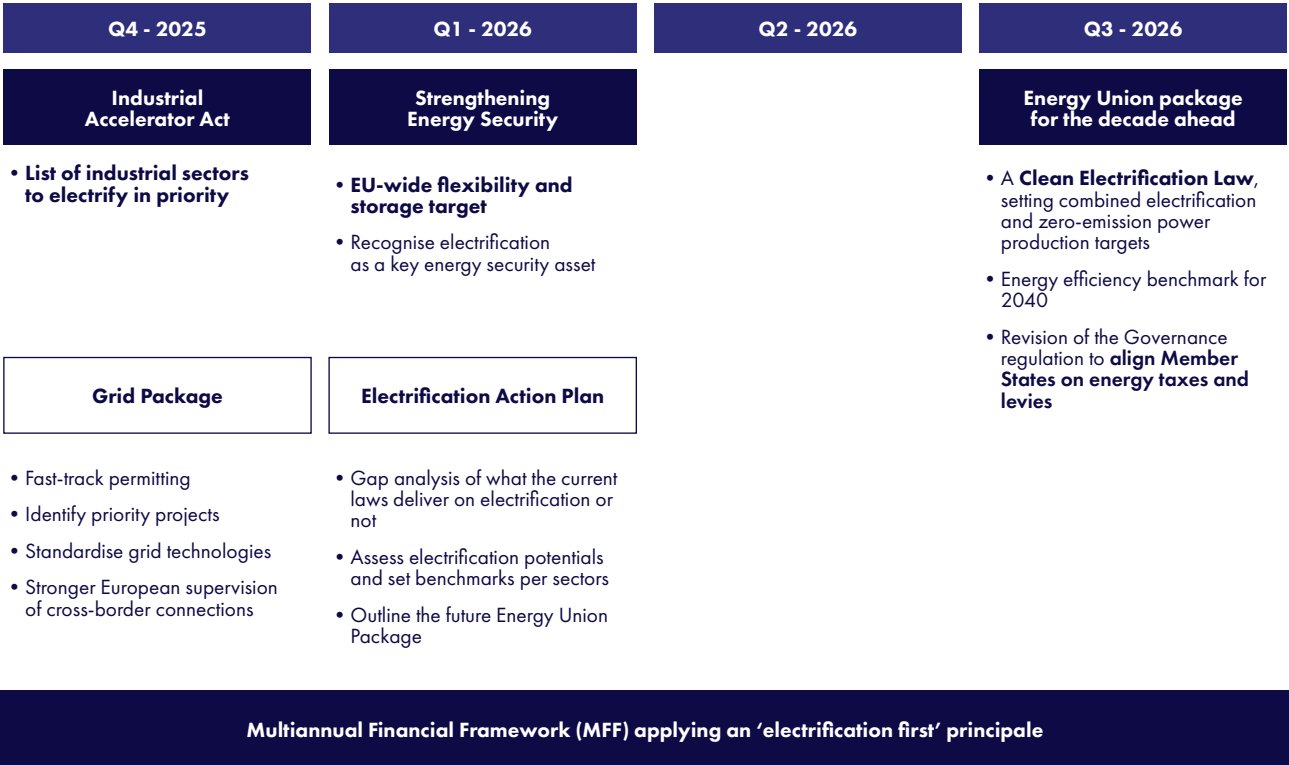 Q4 - 2025
Q1 - 2026
Q2 - 2026
Q3 - 2026
Industrial
Accelerator Act
• List of industrial sectors
to electrify in priority
Strengthening
Energy Security
• EU-wide flexibility and
storage target
• Recognise electrification
as a key energy security asset
Energy Union package
for the decade ahead
• A Clean Electrification Law,
setting combined electrification
and zero-emission power
production targets
• Energy efficiency benchmark for
2040
• Revision of the Governance
regulation to align Member
States on energy taxes and
levies
Grid Package
• Fast-track permitting
• Identify priority projects
• Standardise grid technologies
• Stronger European supervision
of cross-border connections
Electrification Action Plan
• Gap analysis of what the current
laws deliver on electrification or
not
• Assess electrification potentials
and set benchmarks per sectors
• Outline the future Energy Union
Package
Multiannual Financial Framework (MFF) applying an ‘electrification first’ principale